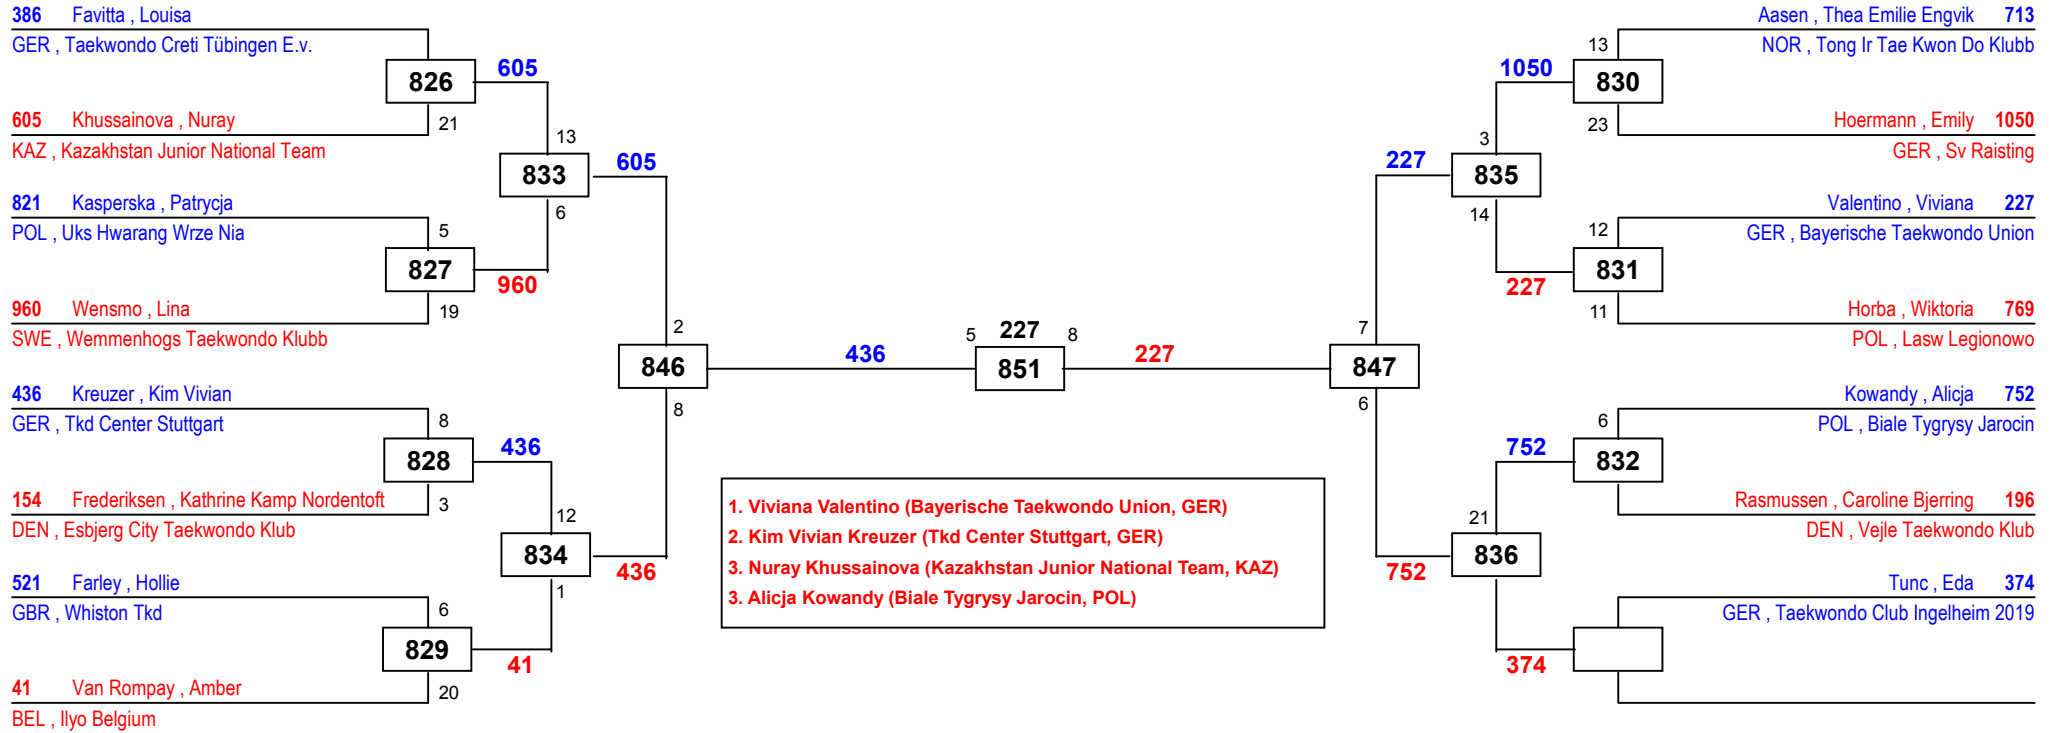 386 Favitta , Louisa
GER , Taekwondo Creti Tübingen E.v.
826
605
605 Khussainova , Nuray
21
KAZ , Kazakhstan Junior National Team
13
833
605
6
821 Kasperska , Patrycja
POL , Uks Hwarang Wrze Nia
5
827
960
960 Wensmo , Lina
19
SWE , Wemmenhogs Taekwondo Klubb
2
846
436
8
436 Kreuzer , Kim Vivian
GER , Tkd Center Stuttgart
8
828
436
154 Frederiksen , Kathrine Kamp Nordentoft
3
DEN , Esbjerg City Taekwondo Klub
12
834
436
1
521 Farley , Hollie
GBR , Whiston Tkd
6
829
41
41 Van Rompay , Amber
20
BEL , Ilyo Belgium
5 227 8
851
227
1. Viviana Valentino (Bayerische Taekwondo Union, GER)
2. Kim Vivian Kreuzer (Tkd Center Stuttgart, GER)
3. Nuray Khussainova (Kazakhstan Junior National Team, KAZ)
3. Alicja Kowandy (Biale Tygrysy Jarocin, POL)
Aasen , Thea Emilie Engvik 713
13
NOR , Tong Ir Tae Kwon Do Klubb
1050
830
23
Hoermann , Emily 1050
GER , Sv Raisting
3
227
835
14
Valentino , Viviana 227
12
GER , Bayerische Taekwondo Union
831
227
11
Horba , Wiktoria 769
POL , Lasw Legionowo
7
847
6
Kowandy , Alicja 752
6
POL , Biale Tygrysy Jarocin
752
832
Rasmussen , Caroline Bjerring 196
DEN , Vejle Taekwondo Klub
21
836
752
Tunc , Eda 374
GER , Taekwondo Club Ingelheim 2019
374